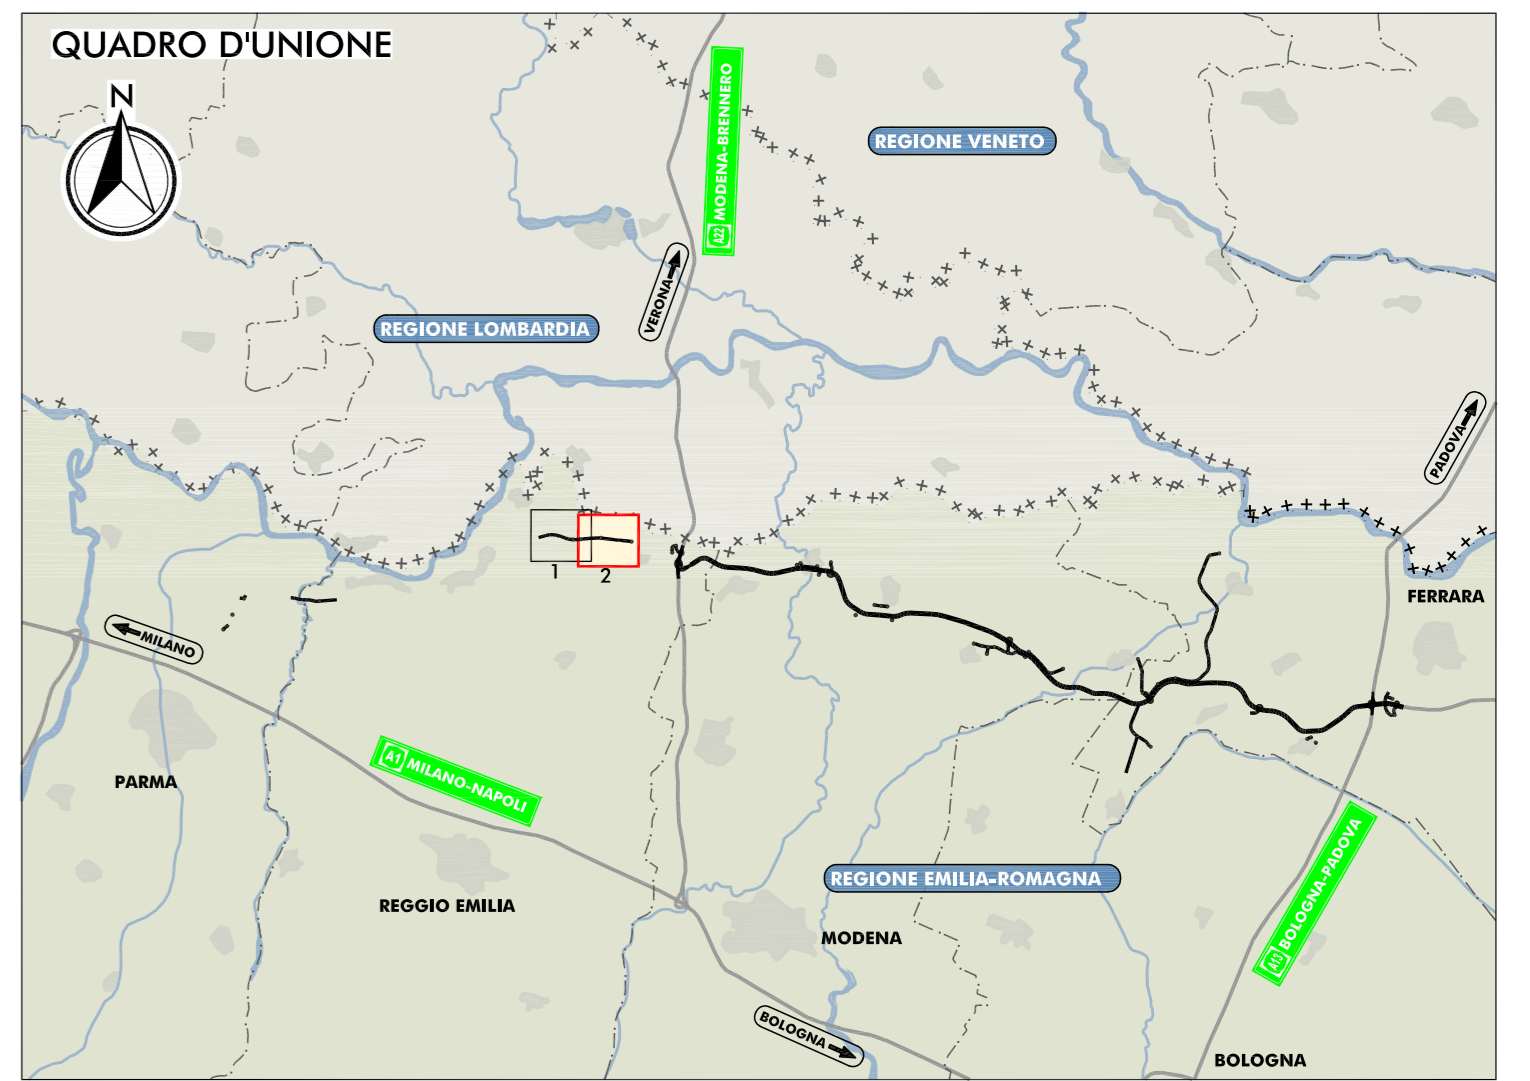 QUADRO D'UNIONE
N
A22 MODENA-BRENNERO
REGIONE VENETO
VERONA
REGIONE LOMBARDIA
PADOVA
1
2
FERRARA
MILANO
PARMA
A1 MILANO-NAPOLI
REGGIO EMILIA
REGIONE EMILIA-ROMAGNA
MODENA
A13 BOLOGNA-PADOVA
BOLOGNA
BOLOGNA